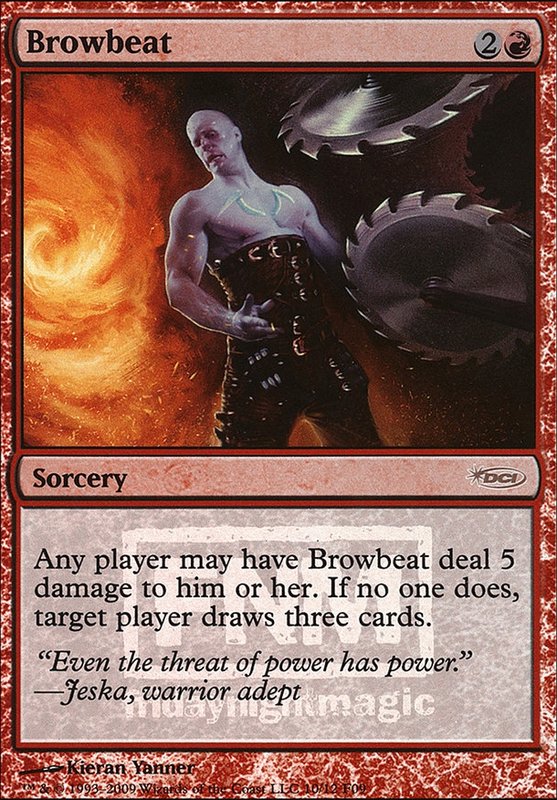 Browbeat 2
Sorcery
DCI
Any player may have Browbeat deal 5
damage to him or her. If no one does,
target player draws three cards.
“Even the threat of power has power.”
—Jeska, warrior adept
FNM
fridaynightmagic
Kieran Yanner
™ & © 1993–2009 Wizards of the Coast LLC 10/12 F09